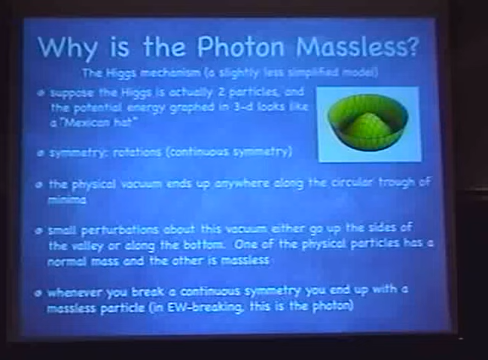 Why is the Photon Massless?
The Higgs mechanism (a slightly less simplified model)
suppose the Higgs is actually 2 particles, and
the potential energy graphed in 3-d looks like
a "Mexican hat"
symmetry: rotations (continuous symmetry)
the physical vacuum ends up anywhere along the circular trough of
minima
small perturbations about this vacuum either go up the sides of
the valley or along the bottom. One of the physical particles has a
normal mass and the other is massless
whenever you break a continuous symmetry you end up with a
massless particle (in EW-breaking, this is the photon)